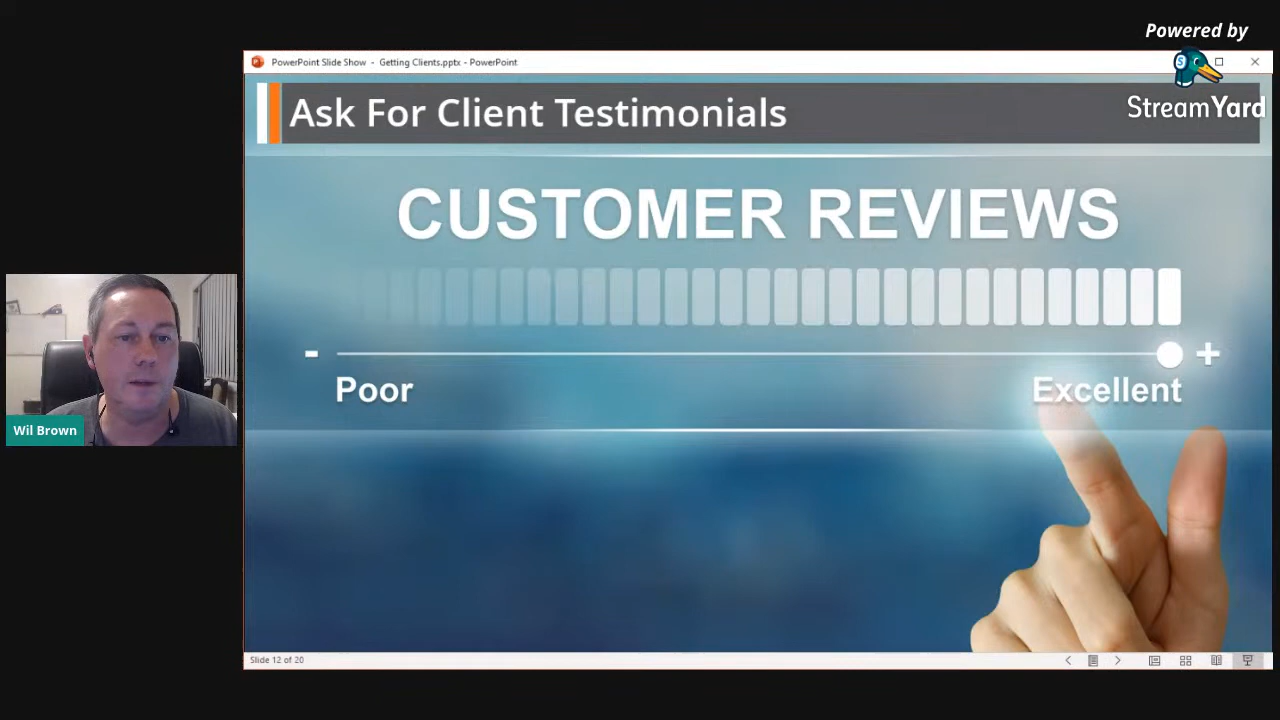 Powered by
StreamYard
PowerPoint Slide Show - Getting Clients.pptx - PowerPoint
Ask For Client Testimonials
CUSTOMER REVIEWS
- +
Poor Excellent
Wil Brown
Slide 12 of 20